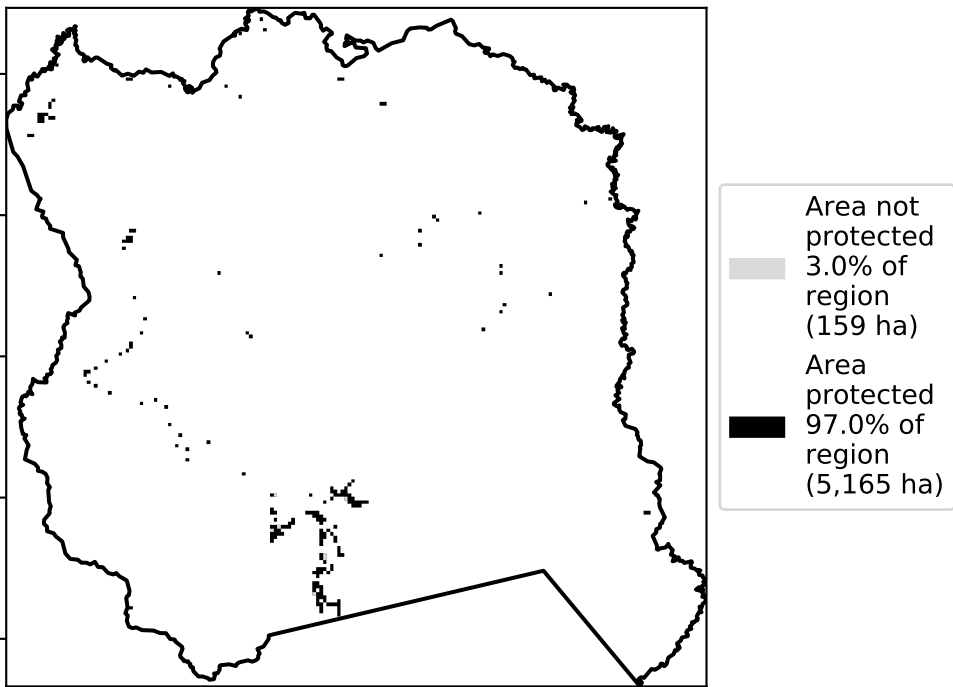 Area not
protected
3.0% of
region
(159 ha)
Area
protected
97.0% of
region
(5,165 ha)